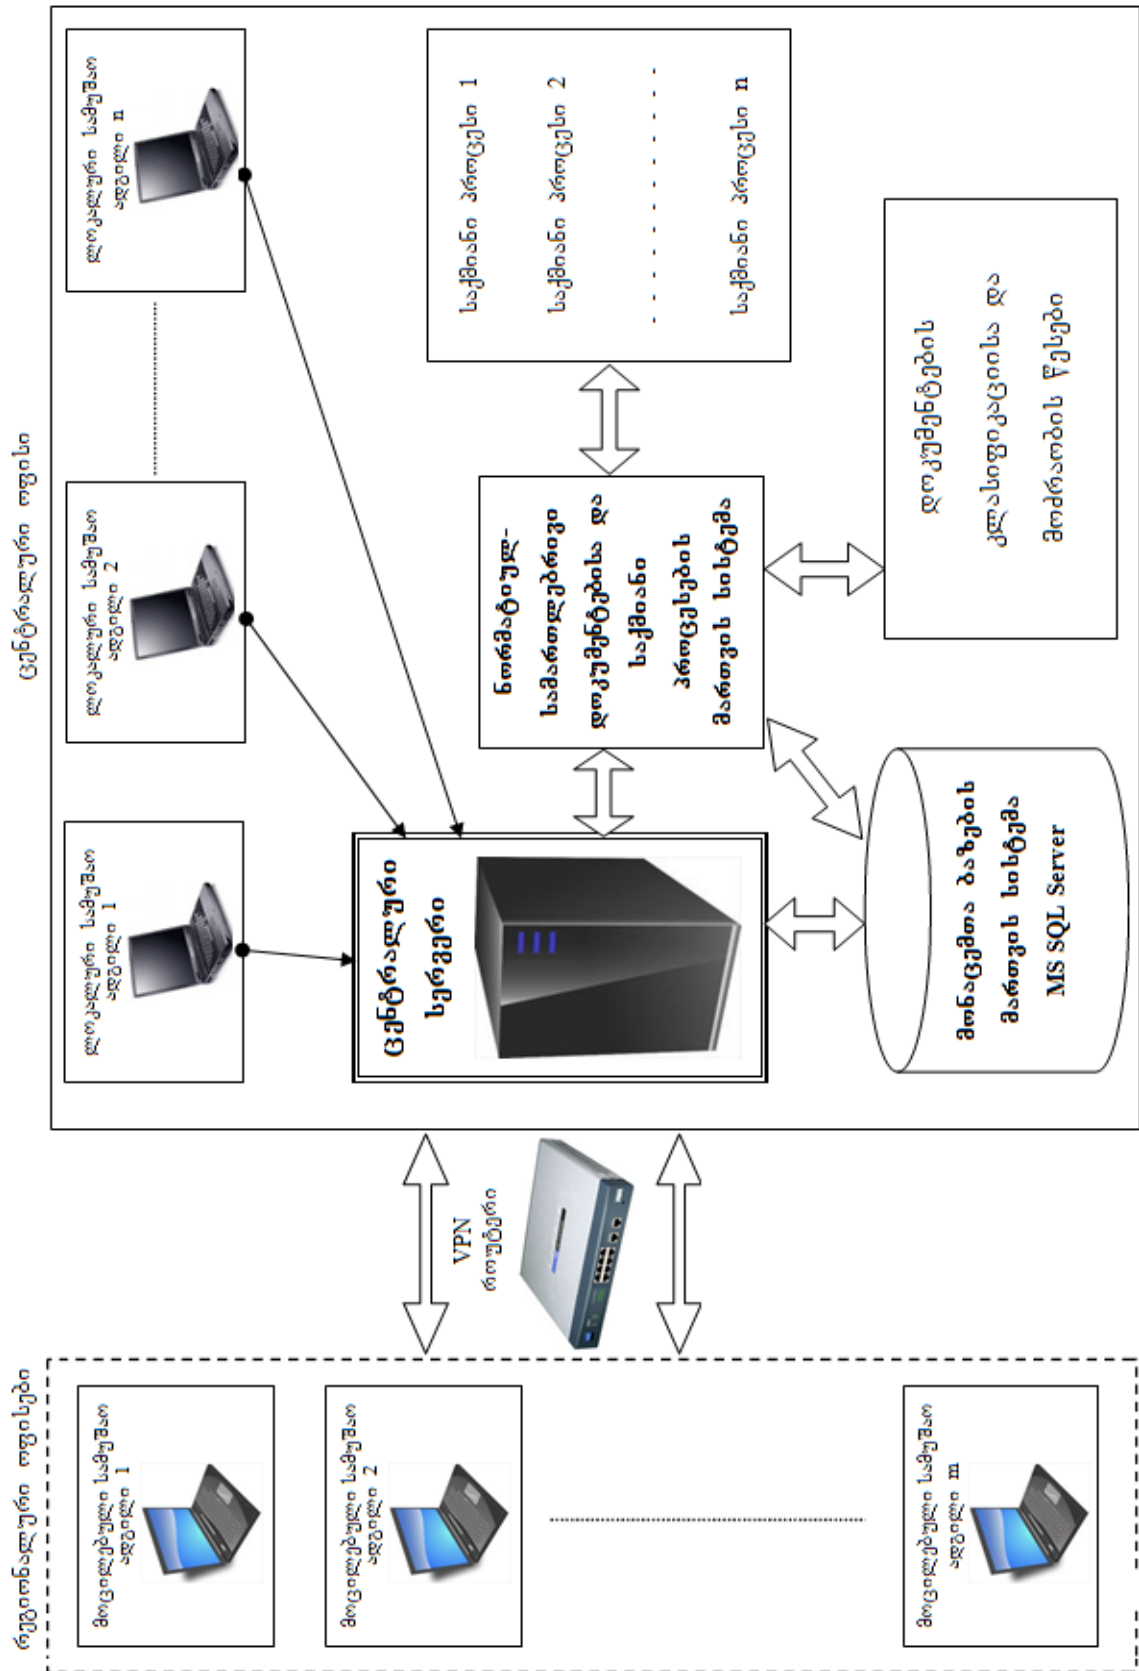 რეგიონალური ოფისები
მოცილებული სამუშაო
ადგილი 1
მოცილებული სამუშაო
ადგილი 2
მოცილებული სამუშაო
ადგილი m
VPN
როუტერი
ცენტრალური ოფისი
ლოკალური სამუშაო
ადგილი 1
ლოკალური სამუშაო
ადგილი 2
ლოკალური სამუშაო
ადგილი n
ცენტრალური
სერვერი
ნორმატიულ-
სამართლებრივი
დოკუმენტებისა და
საქმიანი
პროცესების
მართვის სისტემა
საქმიანი პროცესი 1
საქმიანი პროცესი 2
- - - - - - - - - - - - -
საქმიანი პროცესი n
მონაცემთა ბაზების
მართვის სისტემა
MS SQL Server
დოკუმენტების
კლასიფიკაციისა და
მოძრაობის წესები